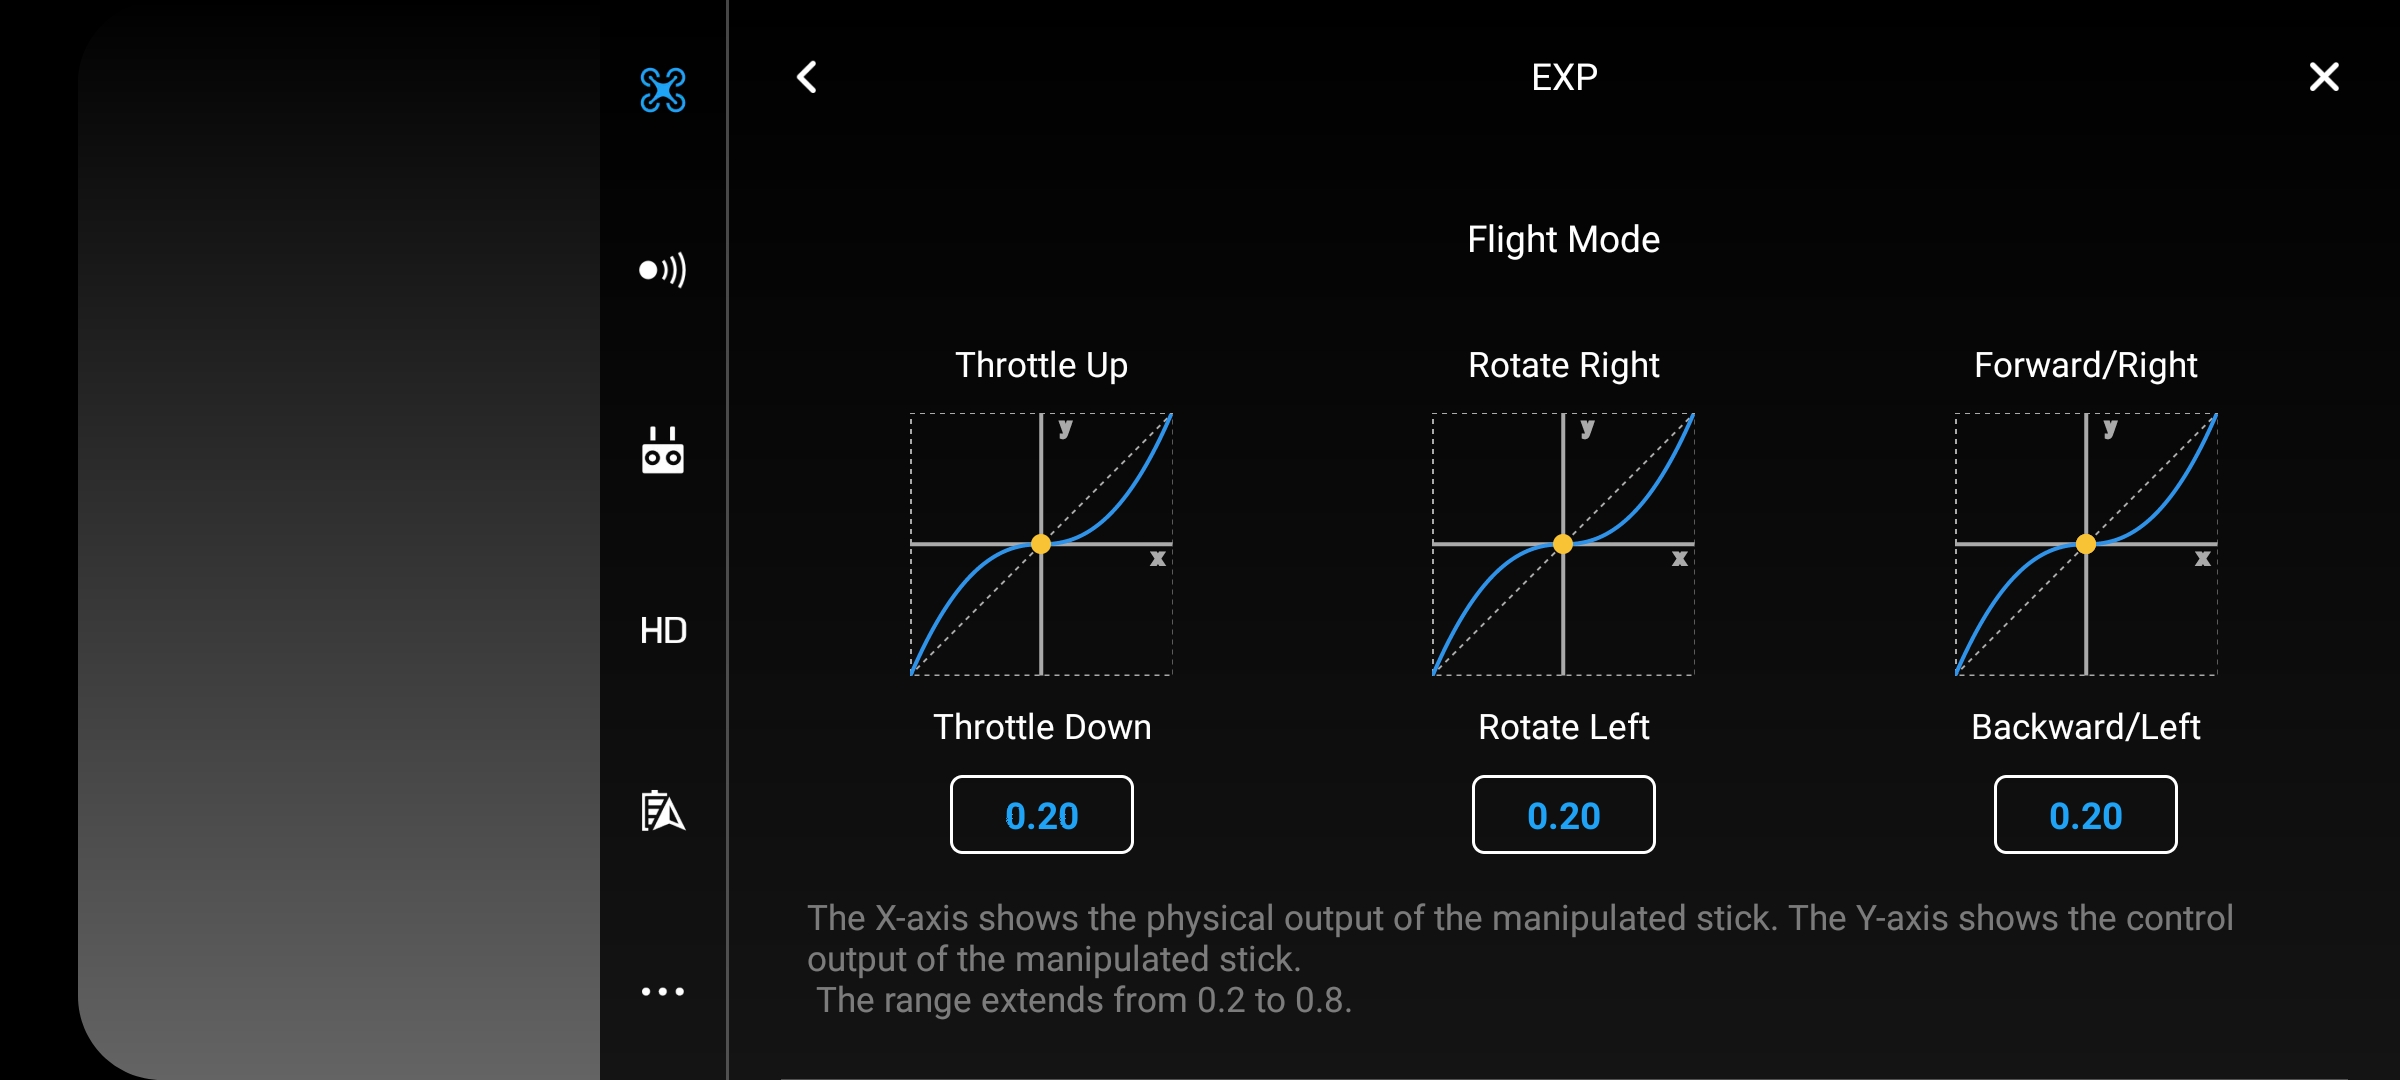 EXP
Flight Mode
Throttle Up
Rotate Right
Forward/Right
y
y
y
x
x
x
HD
Throttle Down
Rotate Left
Backward/Left
0.20
0.20
0.20
The X-axis shows the physical output of the manipulated stick. The Y-axis shows the control
output of the manipulated stick.
The range extends from 0.2 to 0.8.